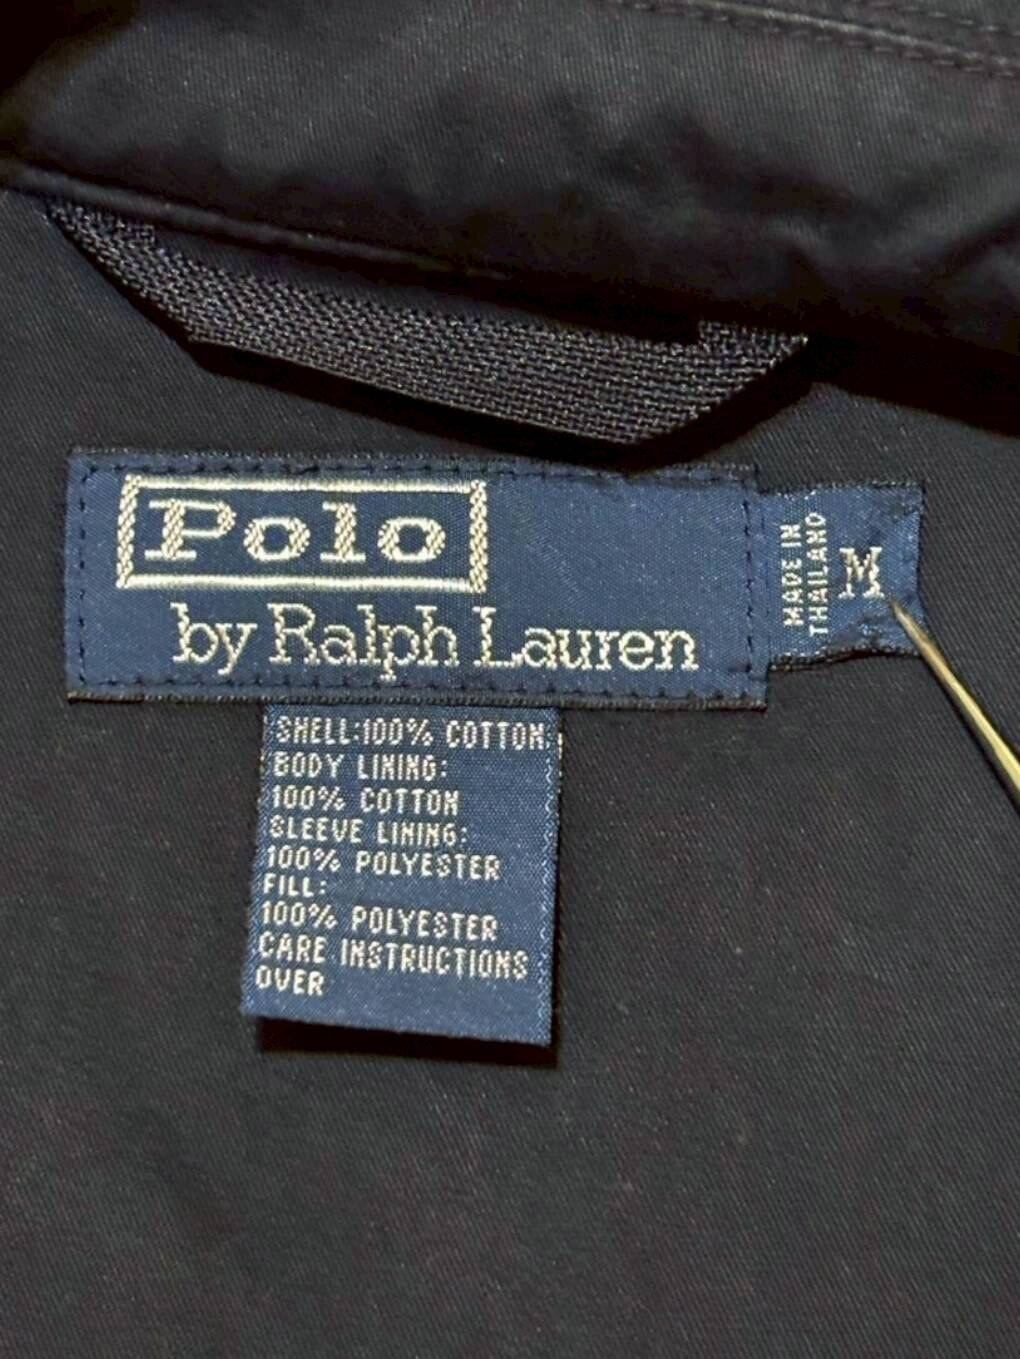 Polo
by Ralph Lauren
MADE IN
THAILAND
M
SHELL:100% COTTON
BODY LINING:
100% COTTON
SLEEVE LINING:
100% POLYESTER
FILL:
100% POLYESTER
CARE INSTRUCTIONS
OVER